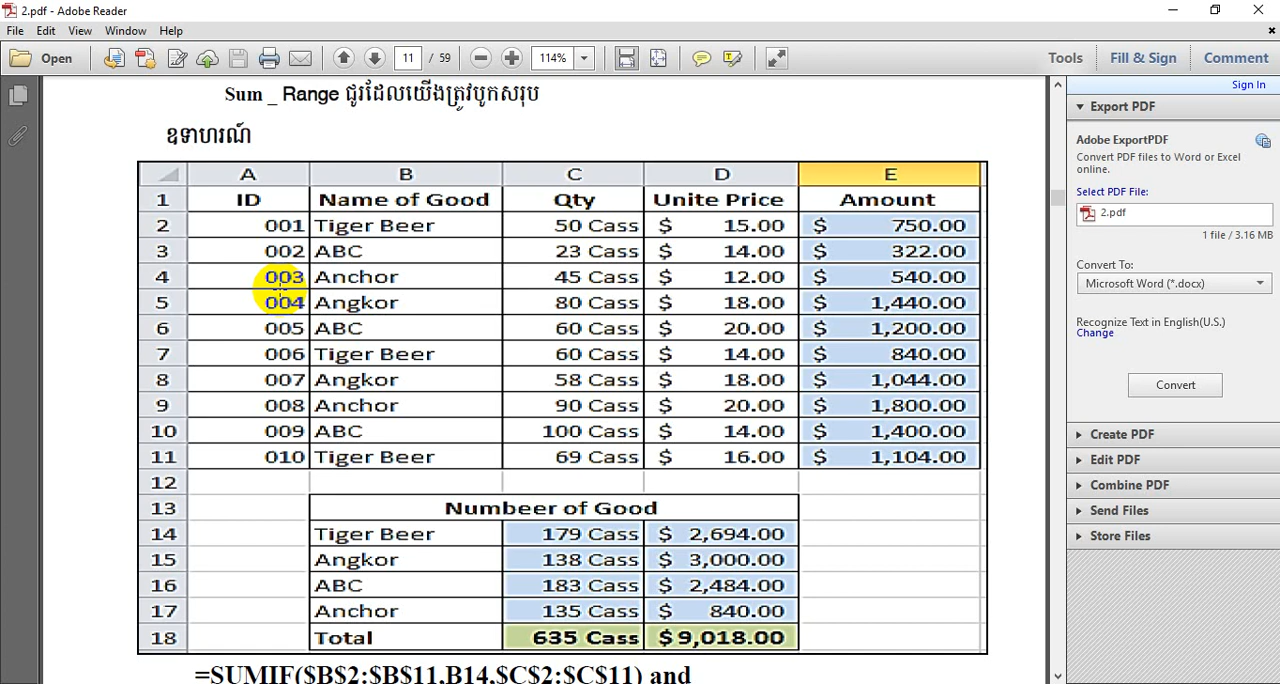 2.pdf - Adobe Reader
File Edit View Window Help
Open 11 / 59 114% Tools Fill & Sign Comment
Sign In
Export PDF
Adobe ExportPDF
Convert PDF files to Word or Excel
online.
Select PDF File:
2.pdf
1 file / 3.16 MB
Convert To:
Microsoft Word (*.docx)
Recognize Text in English(U.S.)
Change
Convert
Create PDF
Edit PDF
Combine PDF
Send Files
Store Files
Sum _ Range ជួរដែលយើងត្រូវបូកសរុប
ឧទាហរណ៍
A B C D E
1 ID Name of Good Qty Unite Price Amount
2 001 Tiger Beer 50 Cass $ 15.00 $ 750.00
3 002 ABC 23 Cass $ 14.00 $ 322.00
4 003 Anchor 45 Cass $ 12.00 $ 540.00
5 004 Angkor 80 Cass $ 18.00 $ 1,440.00
6 005 ABC 60 Cass $ 20.00 $ 1,200.00
7 006 Tiger Beer 60 Cass $ 14.00 $ 840.00
8 007 Angkor 58 Cass $ 18.00 $ 1,044.00
9 008 Anchor 90 Cass $ 20.00 $ 1,800.00
10 009 ABC 100 Cass $ 14.00 $ 1,400.00
11 010 Tiger Beer 69 Cass $ 16.00 $ 1,104.00
12
13 Numbeer of Good
14 Tiger Beer 179 Cass $ 2,694.00
15 Angkor 138 Cass $ 3,000.00
16 ABC 183 Cass $ 2,484.00
17 Anchor 135 Cass $ 840.00
18 Total 635 Cass $ 9,018.00
=SUMIF($B$2:$B$11,B14,$C$2:$C$11) and